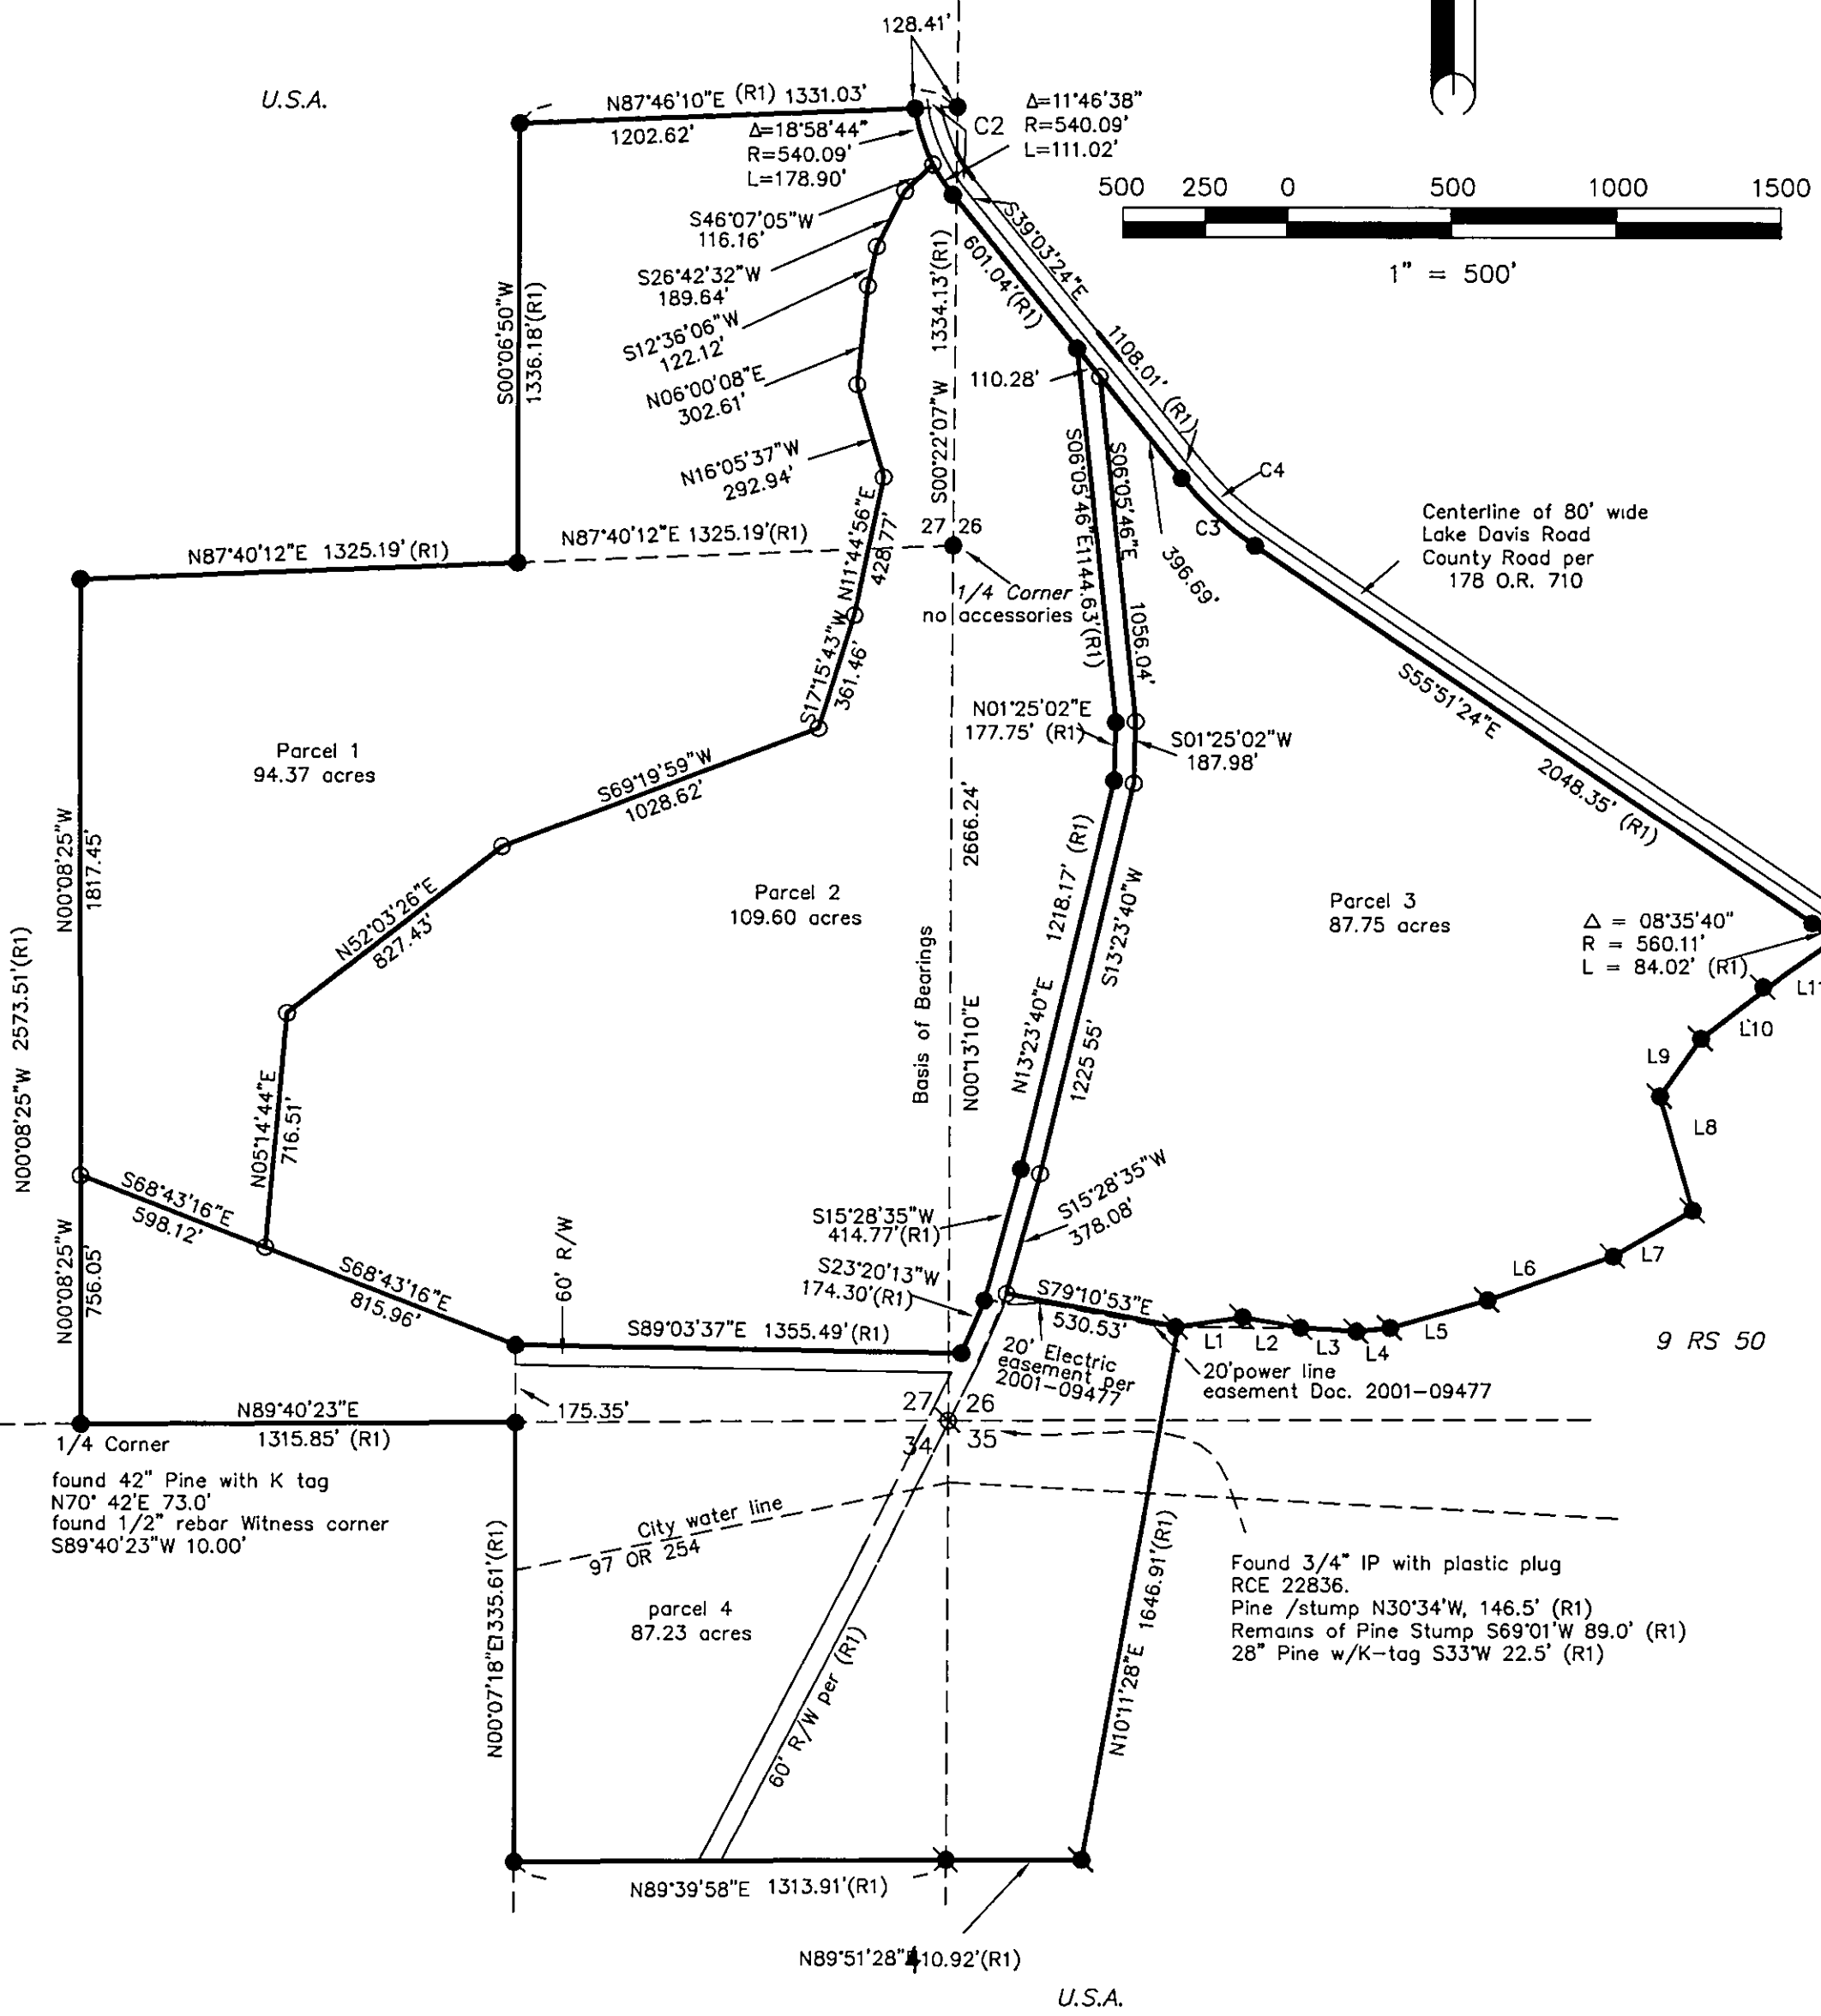 128.41'
U.S.A.
N87°46'10"E (R1) 1331.03'
1202.62'
Δ=18°58'44"
R=540.09'
L=178.90'
C2
Δ=11°46'38"
R=540.09'
L=111.02'
500 250 0 500 1000 1500
1" = 500'
S46°07'05"W
116.16'
S26°42'32"W
189.64'
S12°36'06"W
122.12'
N06°00'08"E
302.61'
N16°05'37"W
292.94'
S00°06'50"W
1336.18'(R1)
S00°22'07"W 1334.13'(R1)
601.04'(R1)
S39°03'24"E
1108.01' (R1)
110.28'
S06°05'46"E 1144.63'(R1)
S06°05'46"E
1056.04'
396.69'
C4
C3
Centerline of 80' wide
Lake Davis Road
County Road per
178 O.R. 710
N87°40'12"E 1325.19'(R1)
N87°40'12"E 1325.19'(R1)
27 26
1/4 Corner
no accessories
N11°44'56"E
428.77'
S17°15'43"W
361.46'
S55°51'24"E
2048.35' (R1)
N01°25'02"E
177.75' (R1)
S01°25'02"W
187.98'
Parcel 1
94.37 acres
S69°19'59"W
1028.62'
N00°08'25"W
1817.45'
N00°08'25"W 2573.51'(R1)
N52°03'26"E
827.43'
Parcel 2
109.60 acres
2666.24'
Basis of Bearings
N00°13'10"E
1218.17' (R1)
N13°23'40"E
S13°23'40"W
1225 55'
Parcel 3
87.75 acres
Δ = 08°35'40"
R = 560.11'
L = 84.02' (R1)
L11
L10
L9
L8
L7
L6
L5
L4
L3
L2
L1
N05°14'44"E
716.51'
S68°43'16"E
598.12'
N00°08'25"W
756.05'
S68°43'16"E
815.96'
60' R/W
S89°03'37"E 1355.49'(R1)
S15°28'35"W
414.77'(R1)
S15°28'35"W
378.08'
S23°20'13"W
174.30'(R1)
S79°10'53"E
530.53'
20' Electric
easement per
2001-09477
20'power line
easement Doc. 2001-09477
9 RS 50
N89°40'23"E
1315.85' (R1)
175.35'
27 26
34 35
1/4 Corner
found 42" Pine with K tag
N70° 42'E 73.0'
found 1/2" rebar Witness corner
S89°40'23"W 10.00'
City water line
97 OR 254
N00°07'18"E 1335.61'(R1)
parcel 4
87.23 acres
60' R/W per (R1)
N10°11'28"E 1646.91'(R1)
Found 3/4" IP with plastic plug
RCE 22836.
Pine /stump N30°34'W, 146.5' (R1)
Remains of Pine Stump S69°01'W 89.0' (R1)
28" Pine w/K-tag S33°W 22.5' (R1)
N89°39'58"E 1313.91'(R1)
N89°51'28" 410.92'(R1)
U.S.A.